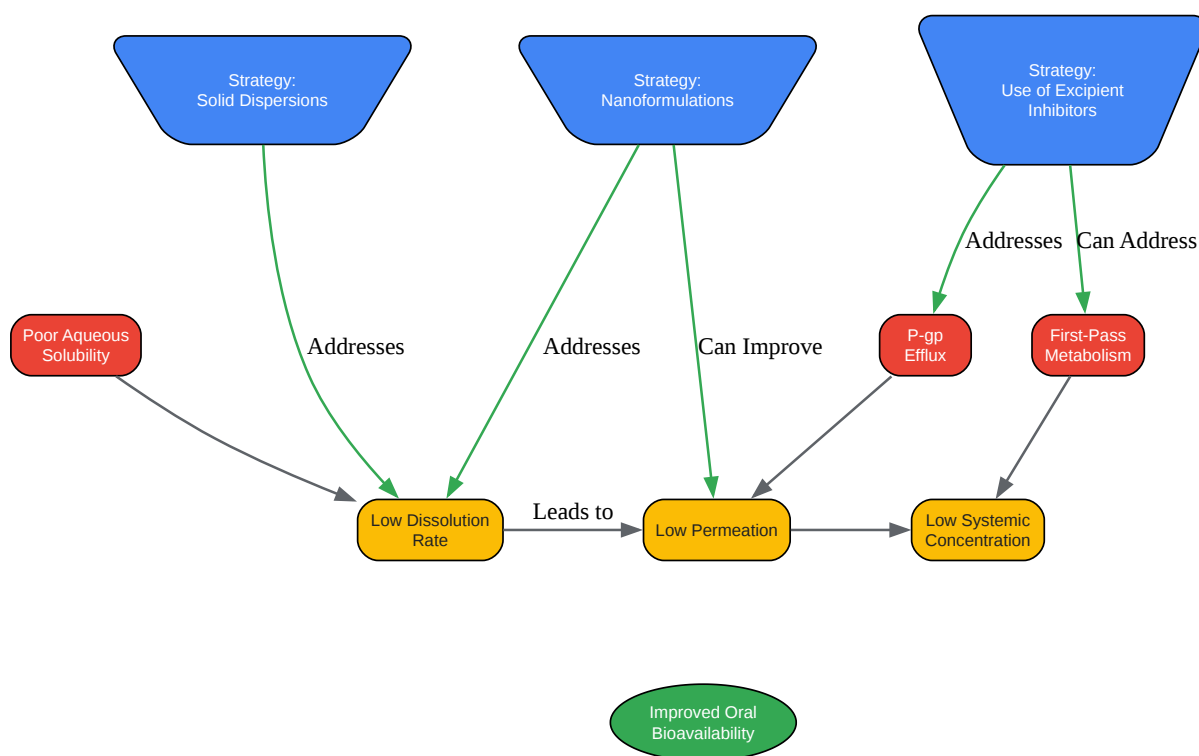 Strategy:
Solid Dispersions
Strategy:
Nanoformulations
Strategy:
Use of Excipient
Inhibitors
Addresses
Can Address
Addresses
Addresses
Can Improve
Poor Aqueous
Solubility
P-gp
Efflux
First-Pass
Metabolism
Low Dissolution
Rate
Leads to
Low Permeation
Low Systemic
Concentration
Improved Oral
Bioavailability